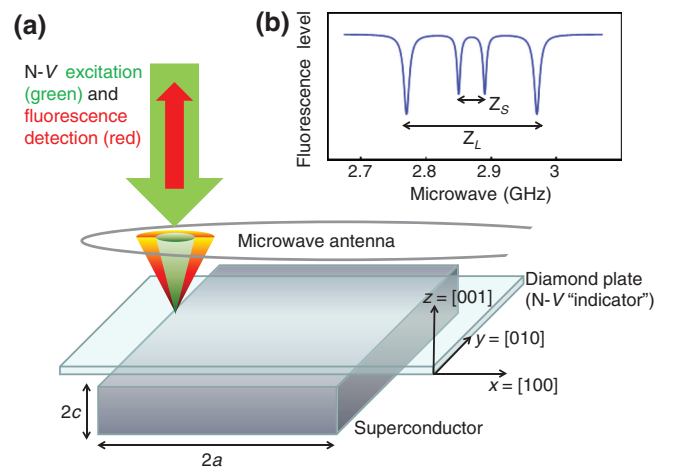 (a)
N-V excitation
(green) and
fluorescence
detection (red)
(b)
Fluorescence level
Z_S
Z_L
2.7 2.8 2.9 3
Microwave (GHz)
Microwave antenna
Diamond plate
(N-V “indicator”)
z = [001]
y = [010]
x = [100]
2c
Superconductor
2a